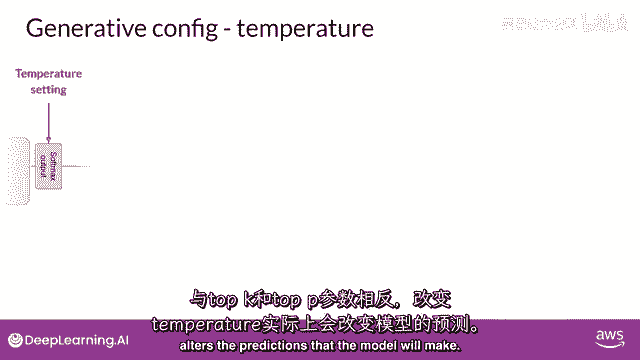 Generative config - temperature
Temperature
setting
Softmax
output
与top k和top p参数相反，改变
temperature实际上会改变模型的预测。
alters the predictions that the model will make.
DeepLearning.AI
aws